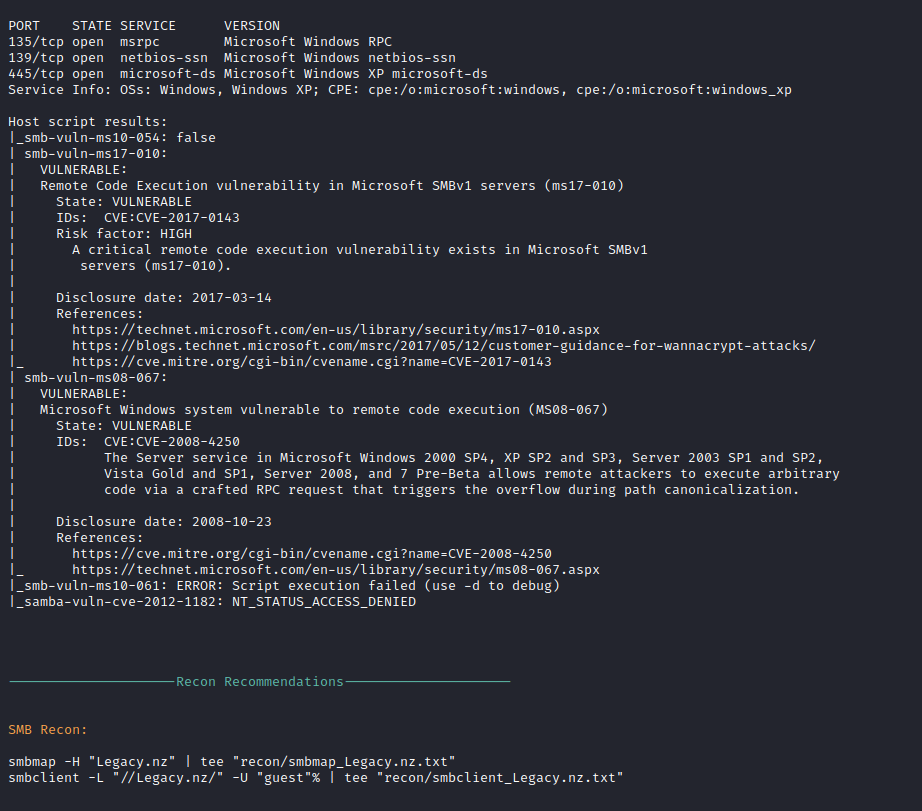 PORT    STATE SERVICE      VERSION
135/tcp open  msrpc        Microsoft Windows RPC
139/tcp open  netbios-ssn  Microsoft Windows netbios-ssn
445/tcp open  microsoft-ds Microsoft Windows XP microsoft-ds
Service Info: OSs: Windows, Windows XP; CPE: cpe:/o:microsoft:windows, cpe:/o:microsoft:windows_xp
Host script results:
|_smb-vuln-ms10-054: false
| smb-vuln-ms17-010:
|   VULNERABLE:
|   Remote Code Execution vulnerability in Microsoft SMBv1 servers (ms17-010)
|     State: VULNERABLE
|     IDs:  CVE:CVE-2017-0143
|     Risk factor: HIGH
|       A critical remote code execution vulnerability exists in Microsoft SMBv1
|        servers (ms17-010).
|
|     Disclosure date: 2017-03-14
|     References:
|       https://technet.microsoft.com/en-us/library/security/ms17-010.aspx
|       https://blogs.technet.microsoft.com/msrc/2017/05/12/customer-guidance-for-wannacrypt-attacks/
|_      https://cve.mitre.org/cgi-bin/cvename.cgi?name=CVE-2017-0143
| smb-vuln-ms08-067:
|   VULNERABLE:
|   Microsoft Windows system vulnerable to remote code execution (MS08-067)
|     State: VULNERABLE
|     IDs:  CVE:CVE-2008-4250
|           The Server service in Microsoft Windows 2000 SP4, XP SP2 and SP3, Server 2003 SP1 and SP2,
|           Vista Gold and SP1, Server 2008, and 7 Pre-Beta allows remote attackers to execute arbitrary
|           code via a crafted RPC request that triggers the overflow during path canonicalization.
|
|     Disclosure date: 2008-10-23
|     References:
|       https://cve.mitre.org/cgi-bin/cvename.cgi?name=CVE-2008-4250
|_      https://technet.microsoft.com/en-us/library/security/ms08-067.aspx
|_smb-vuln-ms10-061: ERROR: Script execution failed (use -d to debug)
|_samba-vuln-cve-2012-1182: NT_STATUS_ACCESS_DENIED
---------------------Recon Recommendations---------------------
SMB Recon:
smbmap -H "Legacy.nz" | tee "recon/smbmap_Legacy.nz.txt"
smbclient -L "//Legacy.nz/" -U "guest"% | tee "recon/smbclient_Legacy.nz.txt"